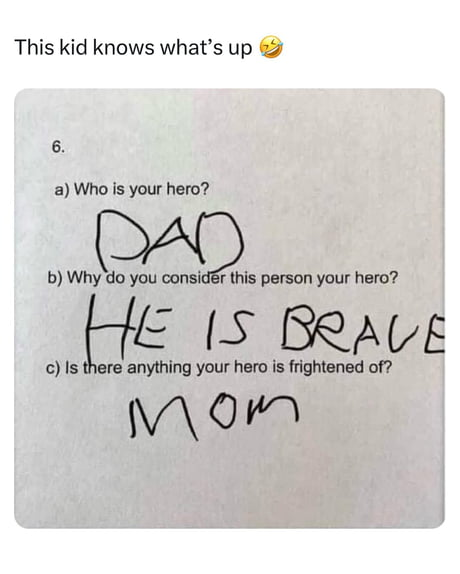 This kid knows what’s up 🤣
6.
a) Who is your hero?
DAD
b) Why do you consider this person your hero?
HE IS BRAVE
c) Is there anything your hero is frightened of?
MOM